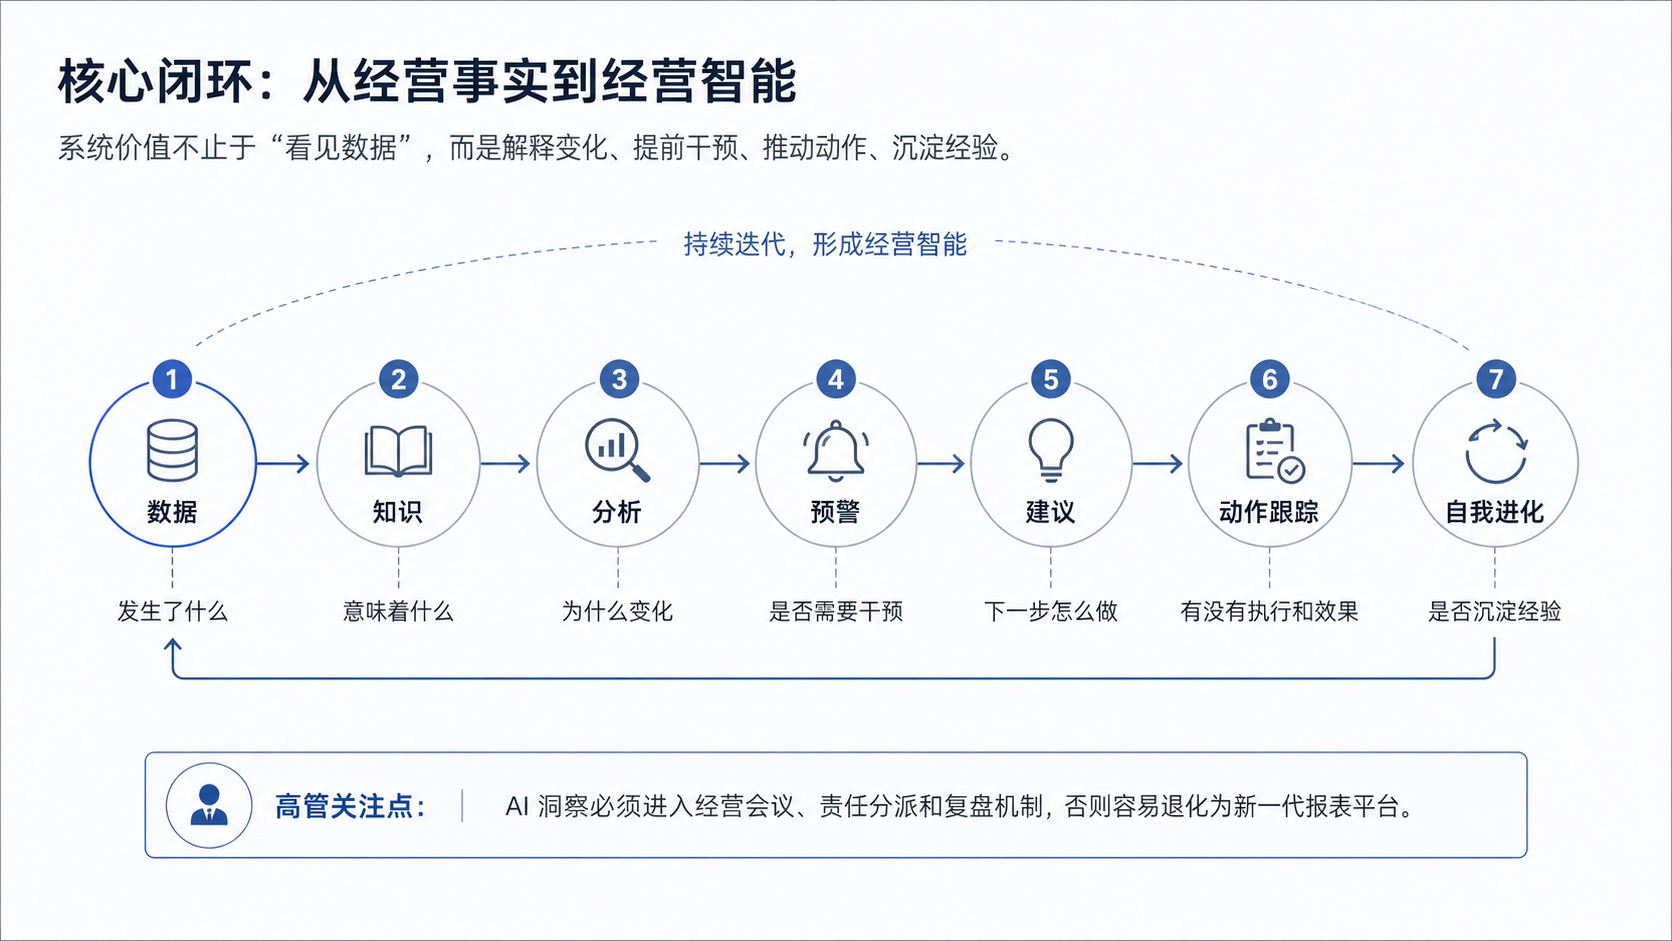 核心闭环：从经营事实到经营智能
系统价值不止于“看见数据”，而是解释变化、提前干预、推动动作、沉淀经验。
持续迭代，形成经营智能
1
2
3
4
5
6
7
数据
知识
分析
预警
建议
动作跟踪
自我进化
发生了什么
意味着什么
为什么变化
是否需要干预
下一步怎么做
有没有执行和效果
是否沉淀经验
高管关注点：
AI 洞察必须进入经营会议、责任分派和复盘机制，否则容易退化为新一代报表平台。